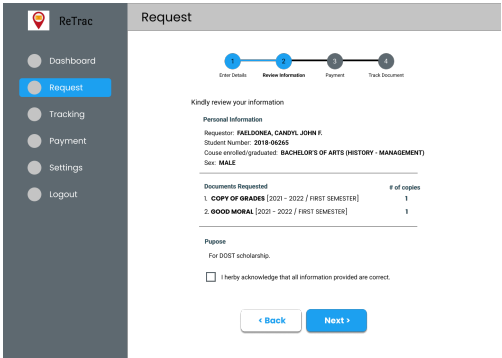 ReTrac
Request
Dashboard
Request
Tracking
Payment
Settings
Logout
1 2 3 4
Enter Details Review Information Payment Track Document
Kindly review your information
Personal Information
Requestor: FAELDONEA, CANDYL JOHN F.
Student Number: 2018-06265
Couse enrolled/graduated: BACHELOR'S OF ARTS (HISTORY - MANAGEMENT)
Sex: MALE
Documents Requested # of copies
1. COPY OF GRADES [2021 - 2022 / FIRST SEMESTER] 1
2. GOOD MORAL [2021 - 2022 / FIRST SEMESTER] 1
Pupose
For DOST scholarship.
I herby acknowledge that all information provided are correct.
‹ Back Next ›